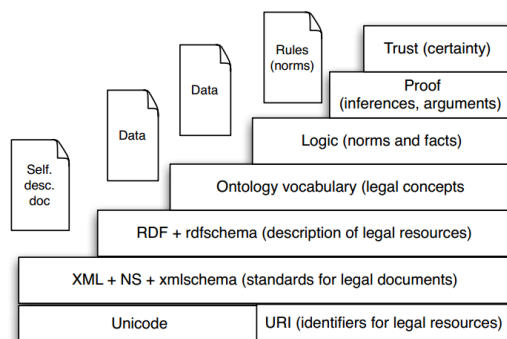 Rules
(norms)
Trust (certainty)
Data
Proof
(inferences, arguments)
Data
Logic (norms and facts)
Self.
desc.
doc
Ontology vocabulary (legal concepts
RDF + rdfschema (description of legal resources)
XML + NS + xmlschema (standards for legal documents)
Unicode
URI (identifiers for legal resources)